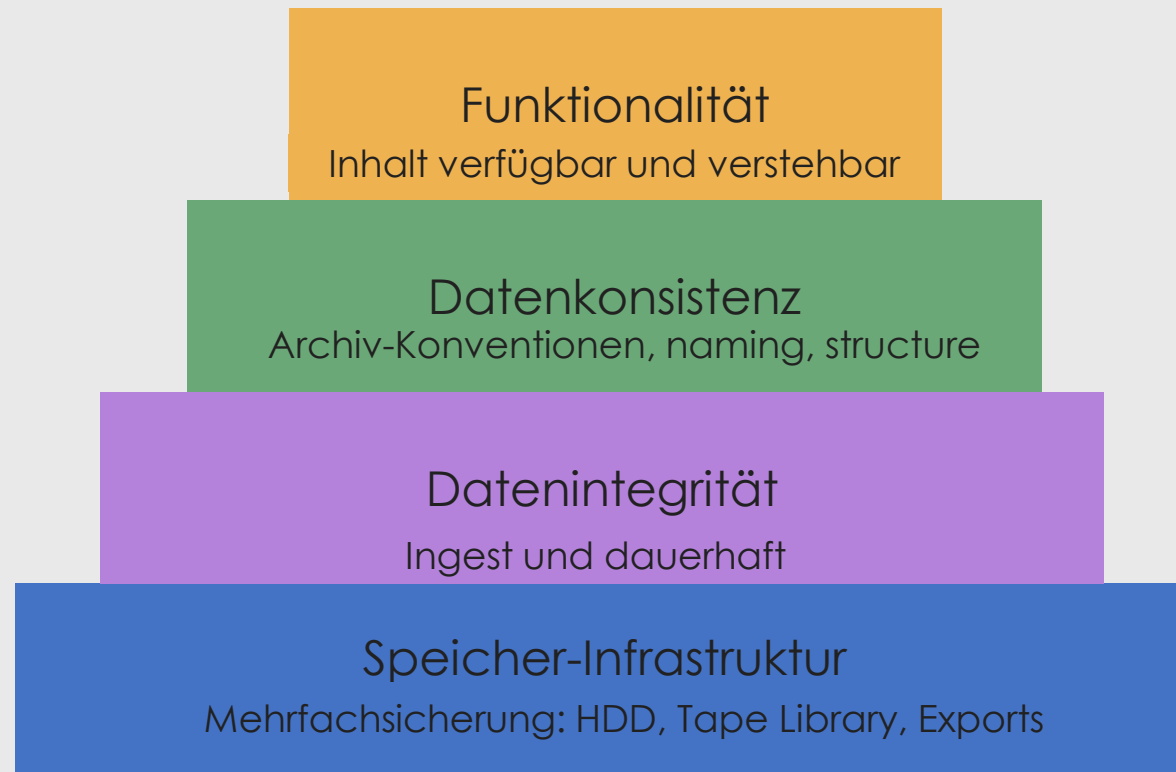 Funktionalität
Inhalt verfügbar und verstehbar
Datenkonsistenz
Archiv-Konventionen, naming, structure
Datenintegrität
Ingest und dauerhaft
Speicher-Infrastruktur
Mehrfachsicherung: HDD, Tape Library, Exports